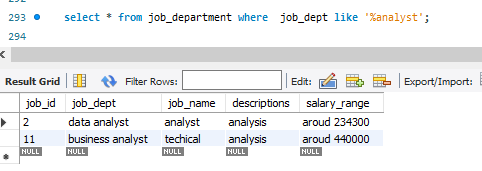 293 select * from job_department where job_dept like '%analyst';
294
Result Grid Filter Rows: Edit: Export/Import:
job_id job_dept job_name descriptions salary_range
2 data analyst analyst analysis aroud 234300
11 business analyst techical analysis aroud 440000
NULL NULL NULL NULL NULL